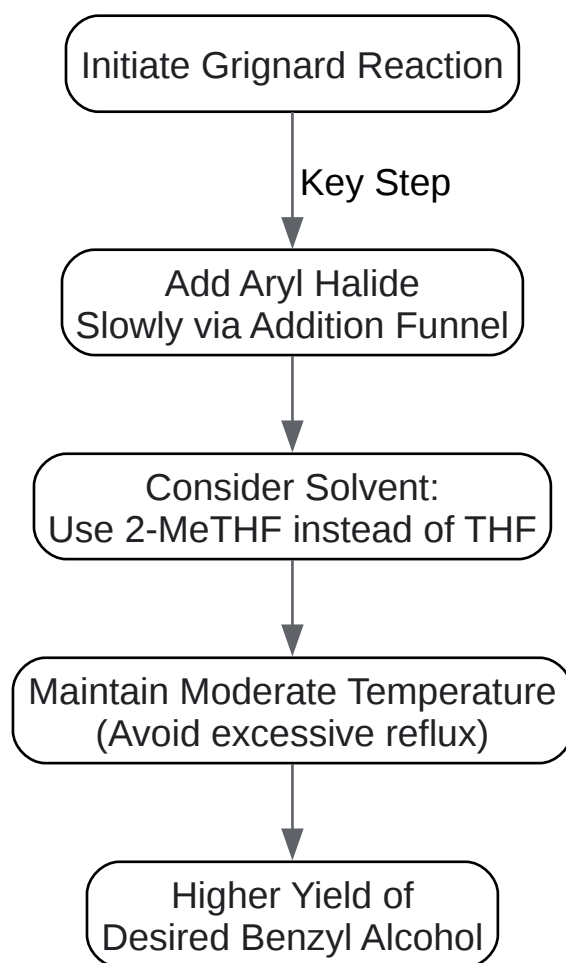 Initiate Grignard Reaction
Key Step
Add Aryl Halide
Slowly via Addition Funnel
Consider Solvent:
Use 2-MeTHF instead of THF
Maintain Moderate Temperature
(Avoid excessive reflux)
Higher Yield of
Desired Benzyl Alcohol